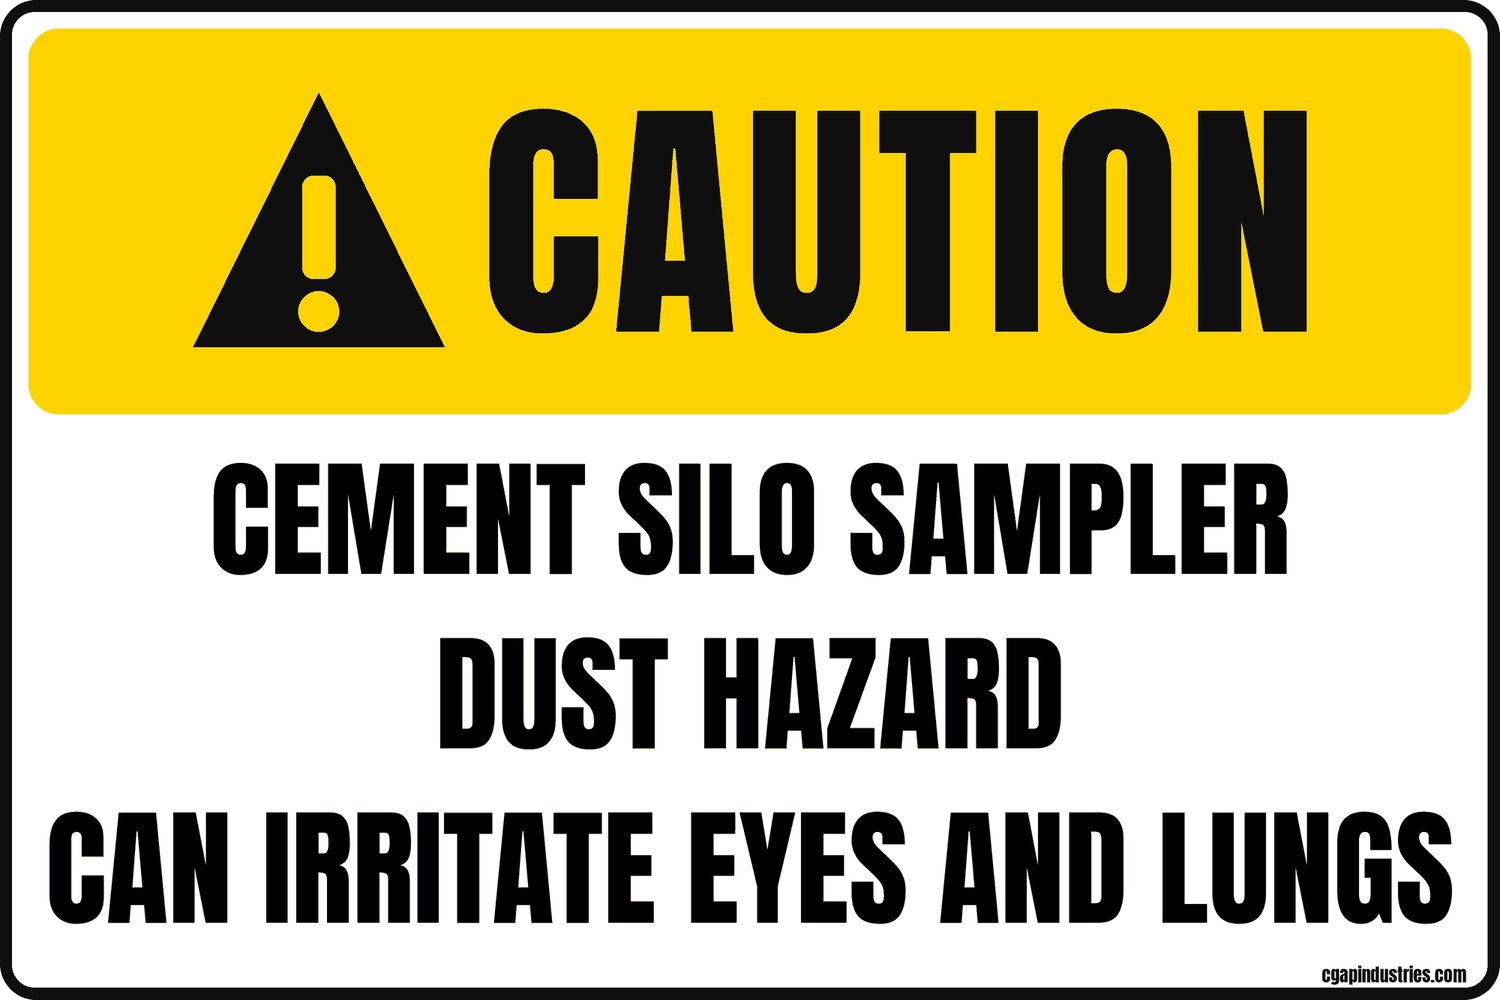 CAUTION
CEMENT SILO SAMPLER
DUST HAZARD
CAN IRRITATE EYES AND LUNGS
cgapindustries.com